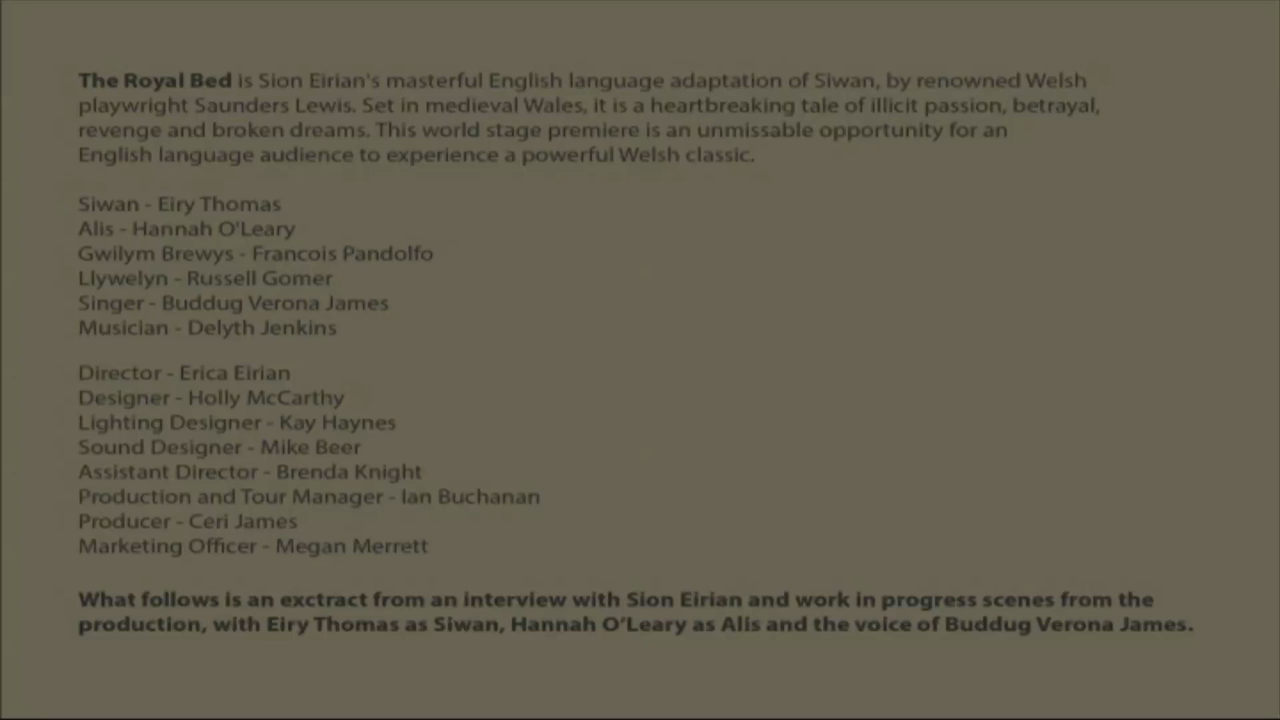 The Royal Bed is Sion Eirian's masterful English language adaptation of Siwan, by renowned Welsh
playwright Saunders Lewis. Set in medieval Wales, it is a heartbreaking tale of illicit passion, betrayal,
revenge and broken dreams. This world stage premiere is an unmissable opportunity for an
English language audience to experience a powerful Welsh classic.
Siwan - Eiry Thomas
Alis - Hannah O'Leary
Gwilym Brewys - Francois Pandolfo
Llywelyn - Russell Gomer
Singer - Buddug Verona James
Musician - Delyth Jenkins
Director - Erica Eirian
Designer - Holly McCarthy
Lighting Designer - Kay Haynes
Sound Designer - Mike Beer
Assistant Director - Brenda Knight
Production and Tour Manager - Ian Buchanan
Producer - Ceri James
Marketing Officer - Megan Merrett
What follows is an exctract from an interview with Sion Eirian and work in progress scenes from the
production, with Eiry Thomas as Siwan, Hannah O’Leary as Alis and the voice of Buddug Verona James.